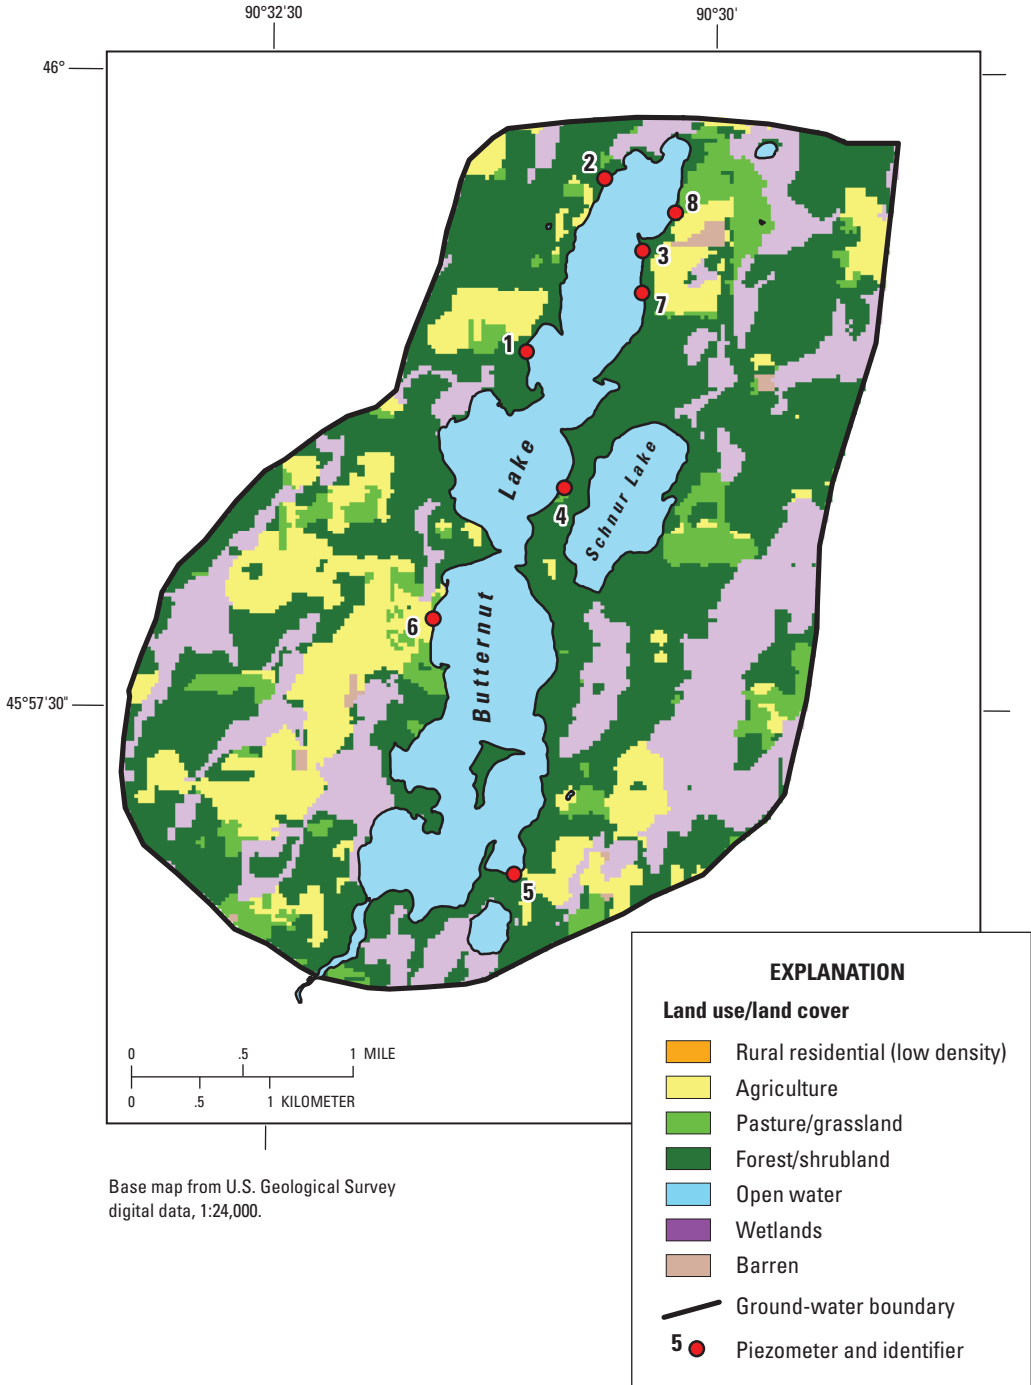 90°32'30
90°30'
46°
2
8
3
7
1
Lake
Schnur Lake
4
6
Butternut
45°57'30"
5
0 .5 1 MILE
0 .5 1 KILOMETER
Base map from U.S. Geological Survey
digital data, 1:24,000.
EXPLANATION
Land use/land cover
Rural residential (low density)
Agriculture
Pasture/grassland
Forest/shrubland
Open water
Wetlands
Barren
Ground-water boundary
5 Piezometer and identifier